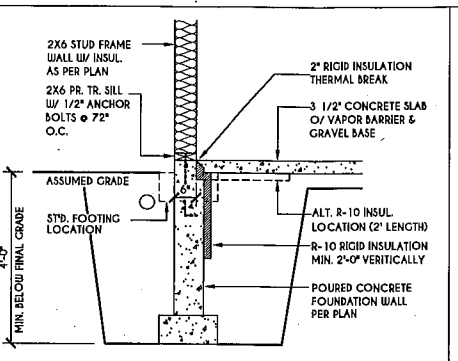 2X6 STUD FRAME
WALL W/ INSUL.
AS PER PLAN
2X6 PR. TR. SILL
W/ 1/2" ANCHOR
BOLTS @ 72"
O.C.
ASSUMED GRADE
ST'D. FOOTING
LOCATION
4'-0"
MIN. BELOW FINAL GRADE
6"
2" RIGID INSULATION
THERMAL BREAK
3 1/2" CONCRETE SLAB
O/ VAPOR BARRIER &
GRAVEL BASE
ALT. R-10 INSUL.
LOCATION (2' LENGTH)
R-10 RIGID INSULATION
MIN. 2'-0" VERITICALLY
POURED CONCRETE
FOUNDATION WALL
PER PLAN